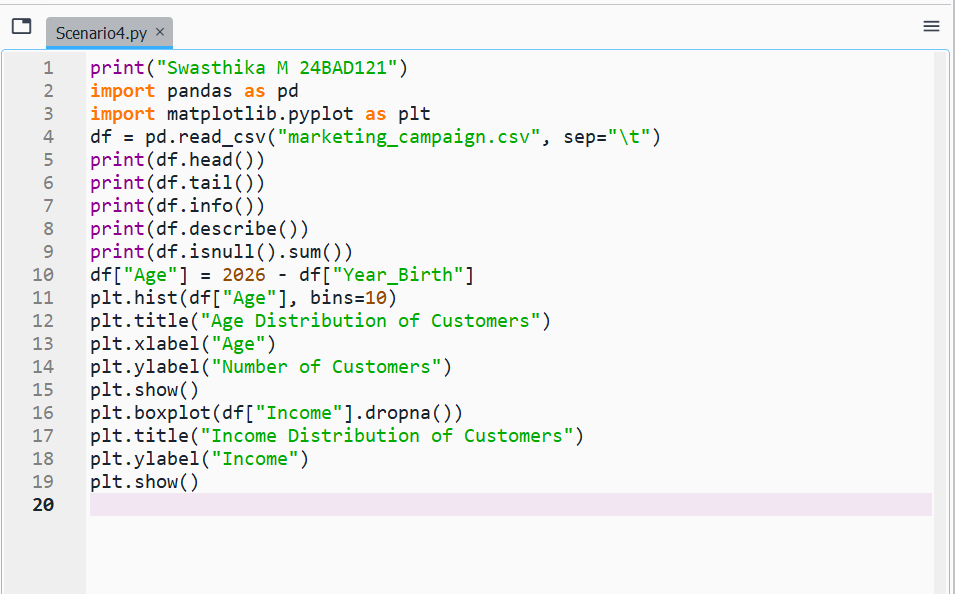 Scenario4.py ×
1 print("Swasthika M 24BAD121")
2 import pandas as pd
3 import matplotlib.pyplot as plt
4 df = pd.read_csv("marketing_campaign.csv", sep="\t")
5 print(df.head())
6 print(df.tail())
7 print(df.info())
8 print(df.describe())
9 print(df.isnull().sum())
10 df["Age"] = 2026 - df["Year_Birth"]
11 plt.hist(df["Age"], bins=10)
12 plt.title("Age Distribution of Customers")
13 plt.xlabel("Age")
14 plt.ylabel("Number of Customers")
15 plt.show()
16 plt.boxplot(df["Income"].dropna())
17 plt.title("Income Distribution of Customers")
18 plt.ylabel("Income")
19 plt.show()
20